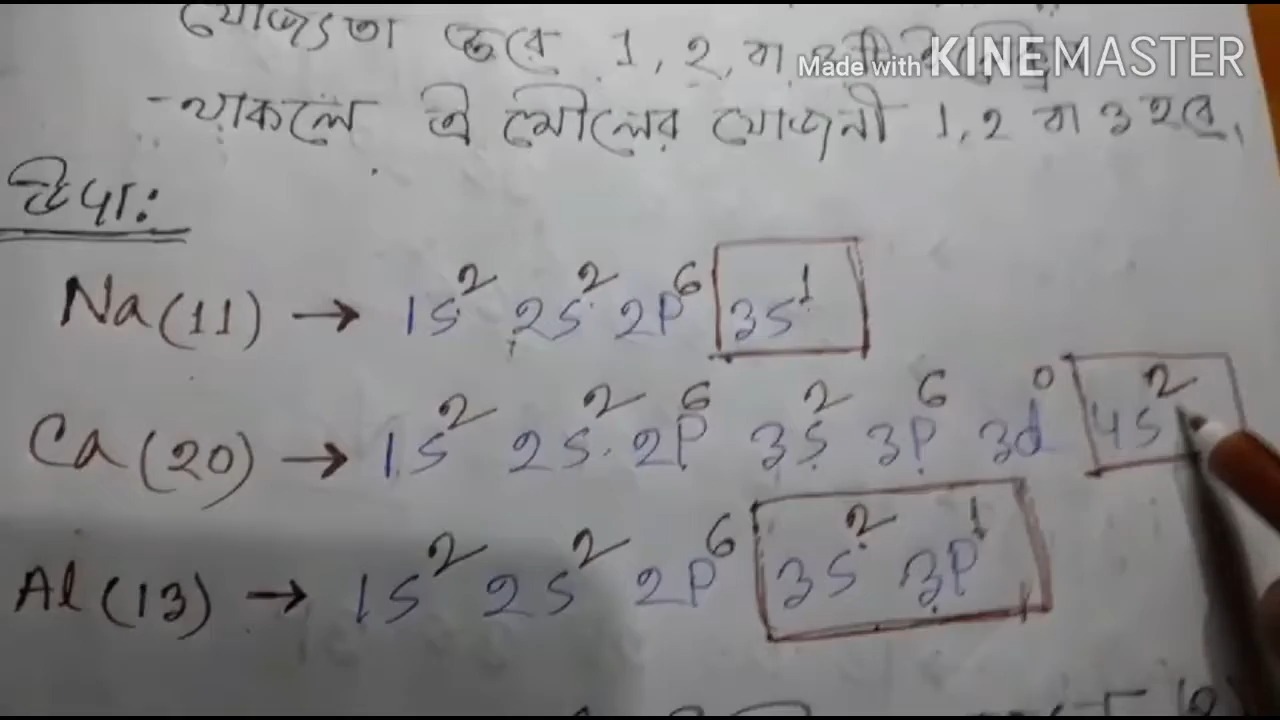 যোজ্যতা স্তরে 1, 2, বা
Made with KINEMASTER
থাকলে ঐ মৌলের যোজনী 1, 2 বা 3 হবে।
Na (11) → 1s² 2s² 2p⁶ 3s¹
Ca (20) → 1s² 2s² 2p⁶ 3s² 3p⁶ 3d⁰ 4s²
Al (13) → 1s² 2s² 2p⁶ 3s² 3p¹